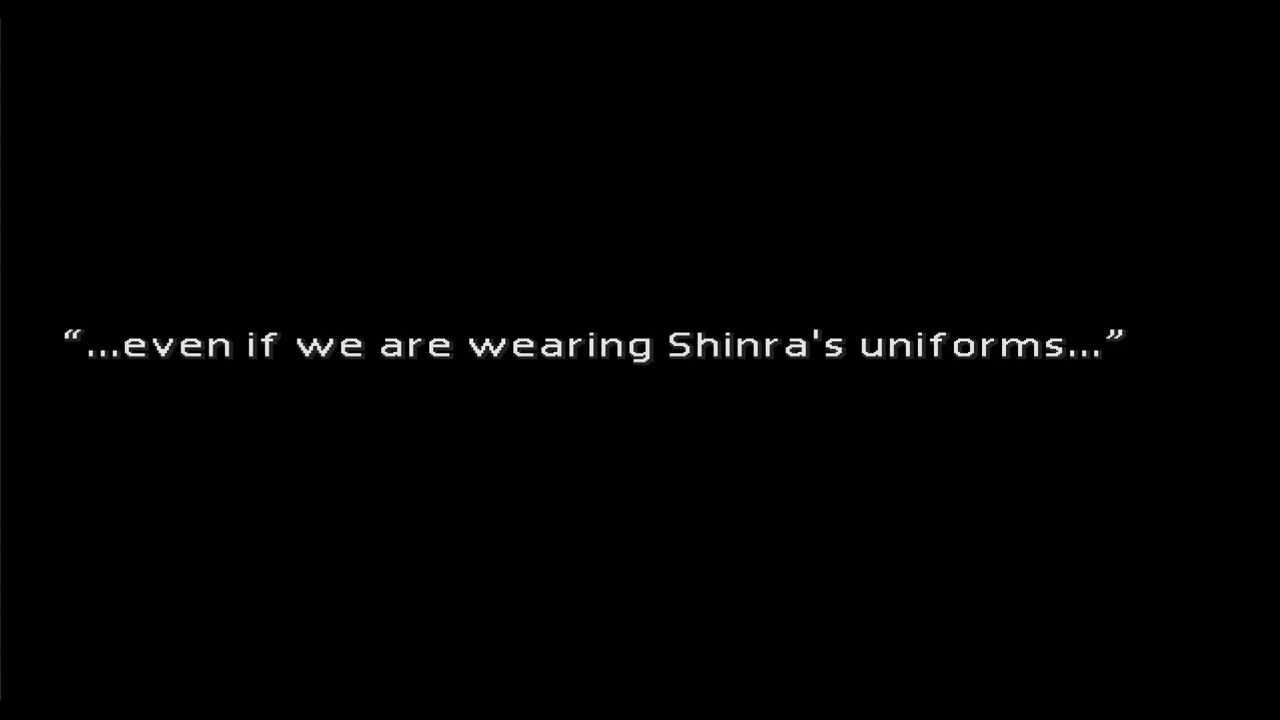 “...even if we are wearing Shinra's uniforms...”